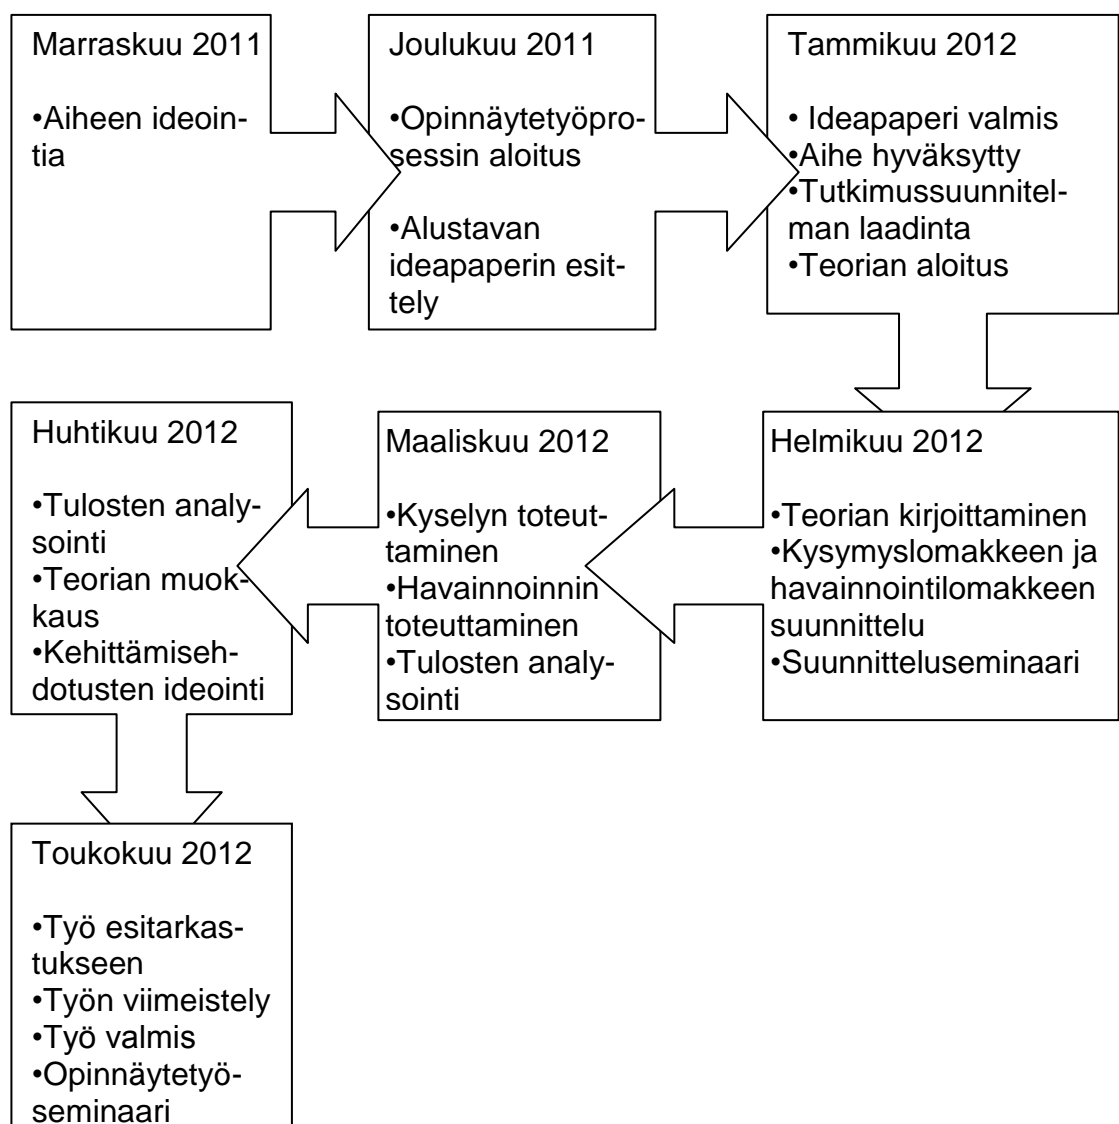 Marraskuu 2011
•Aiheen ideoin-
tia
Joulukuu 2011
•Opinnäytetyöpro-
sessin aloitus
•Alustavan
ideapaperin esit-
tely
Tammikuu 2012
• Ideapaperi valmis
•Aihe hyväksytty
•Tutkimussuunnitel-
man laadinta
•Teorian aloitus
Helmikuu 2012
•Teorian kirjoittaminen
•Kysymyslomakkeen ja
havainnointilomakkeen
suunnittelu
•Suunnitteluseminaari
Maaliskuu 2012
•Kyselyn toteut-
taminen
•Havainnoinnin
toteuttaminen
•Tulosten analy-
sointi
Huhtikuu 2012
•Tulosten analy-
sointi
•Teorian muok-
kaus
•Kehittämiseh-
dotusten ideointi
Toukokuu 2012
•Työ esitarkas-
tukseen
•Työn viimeistely
•Työ valmis
•Opinnäytetyö-
seminaari